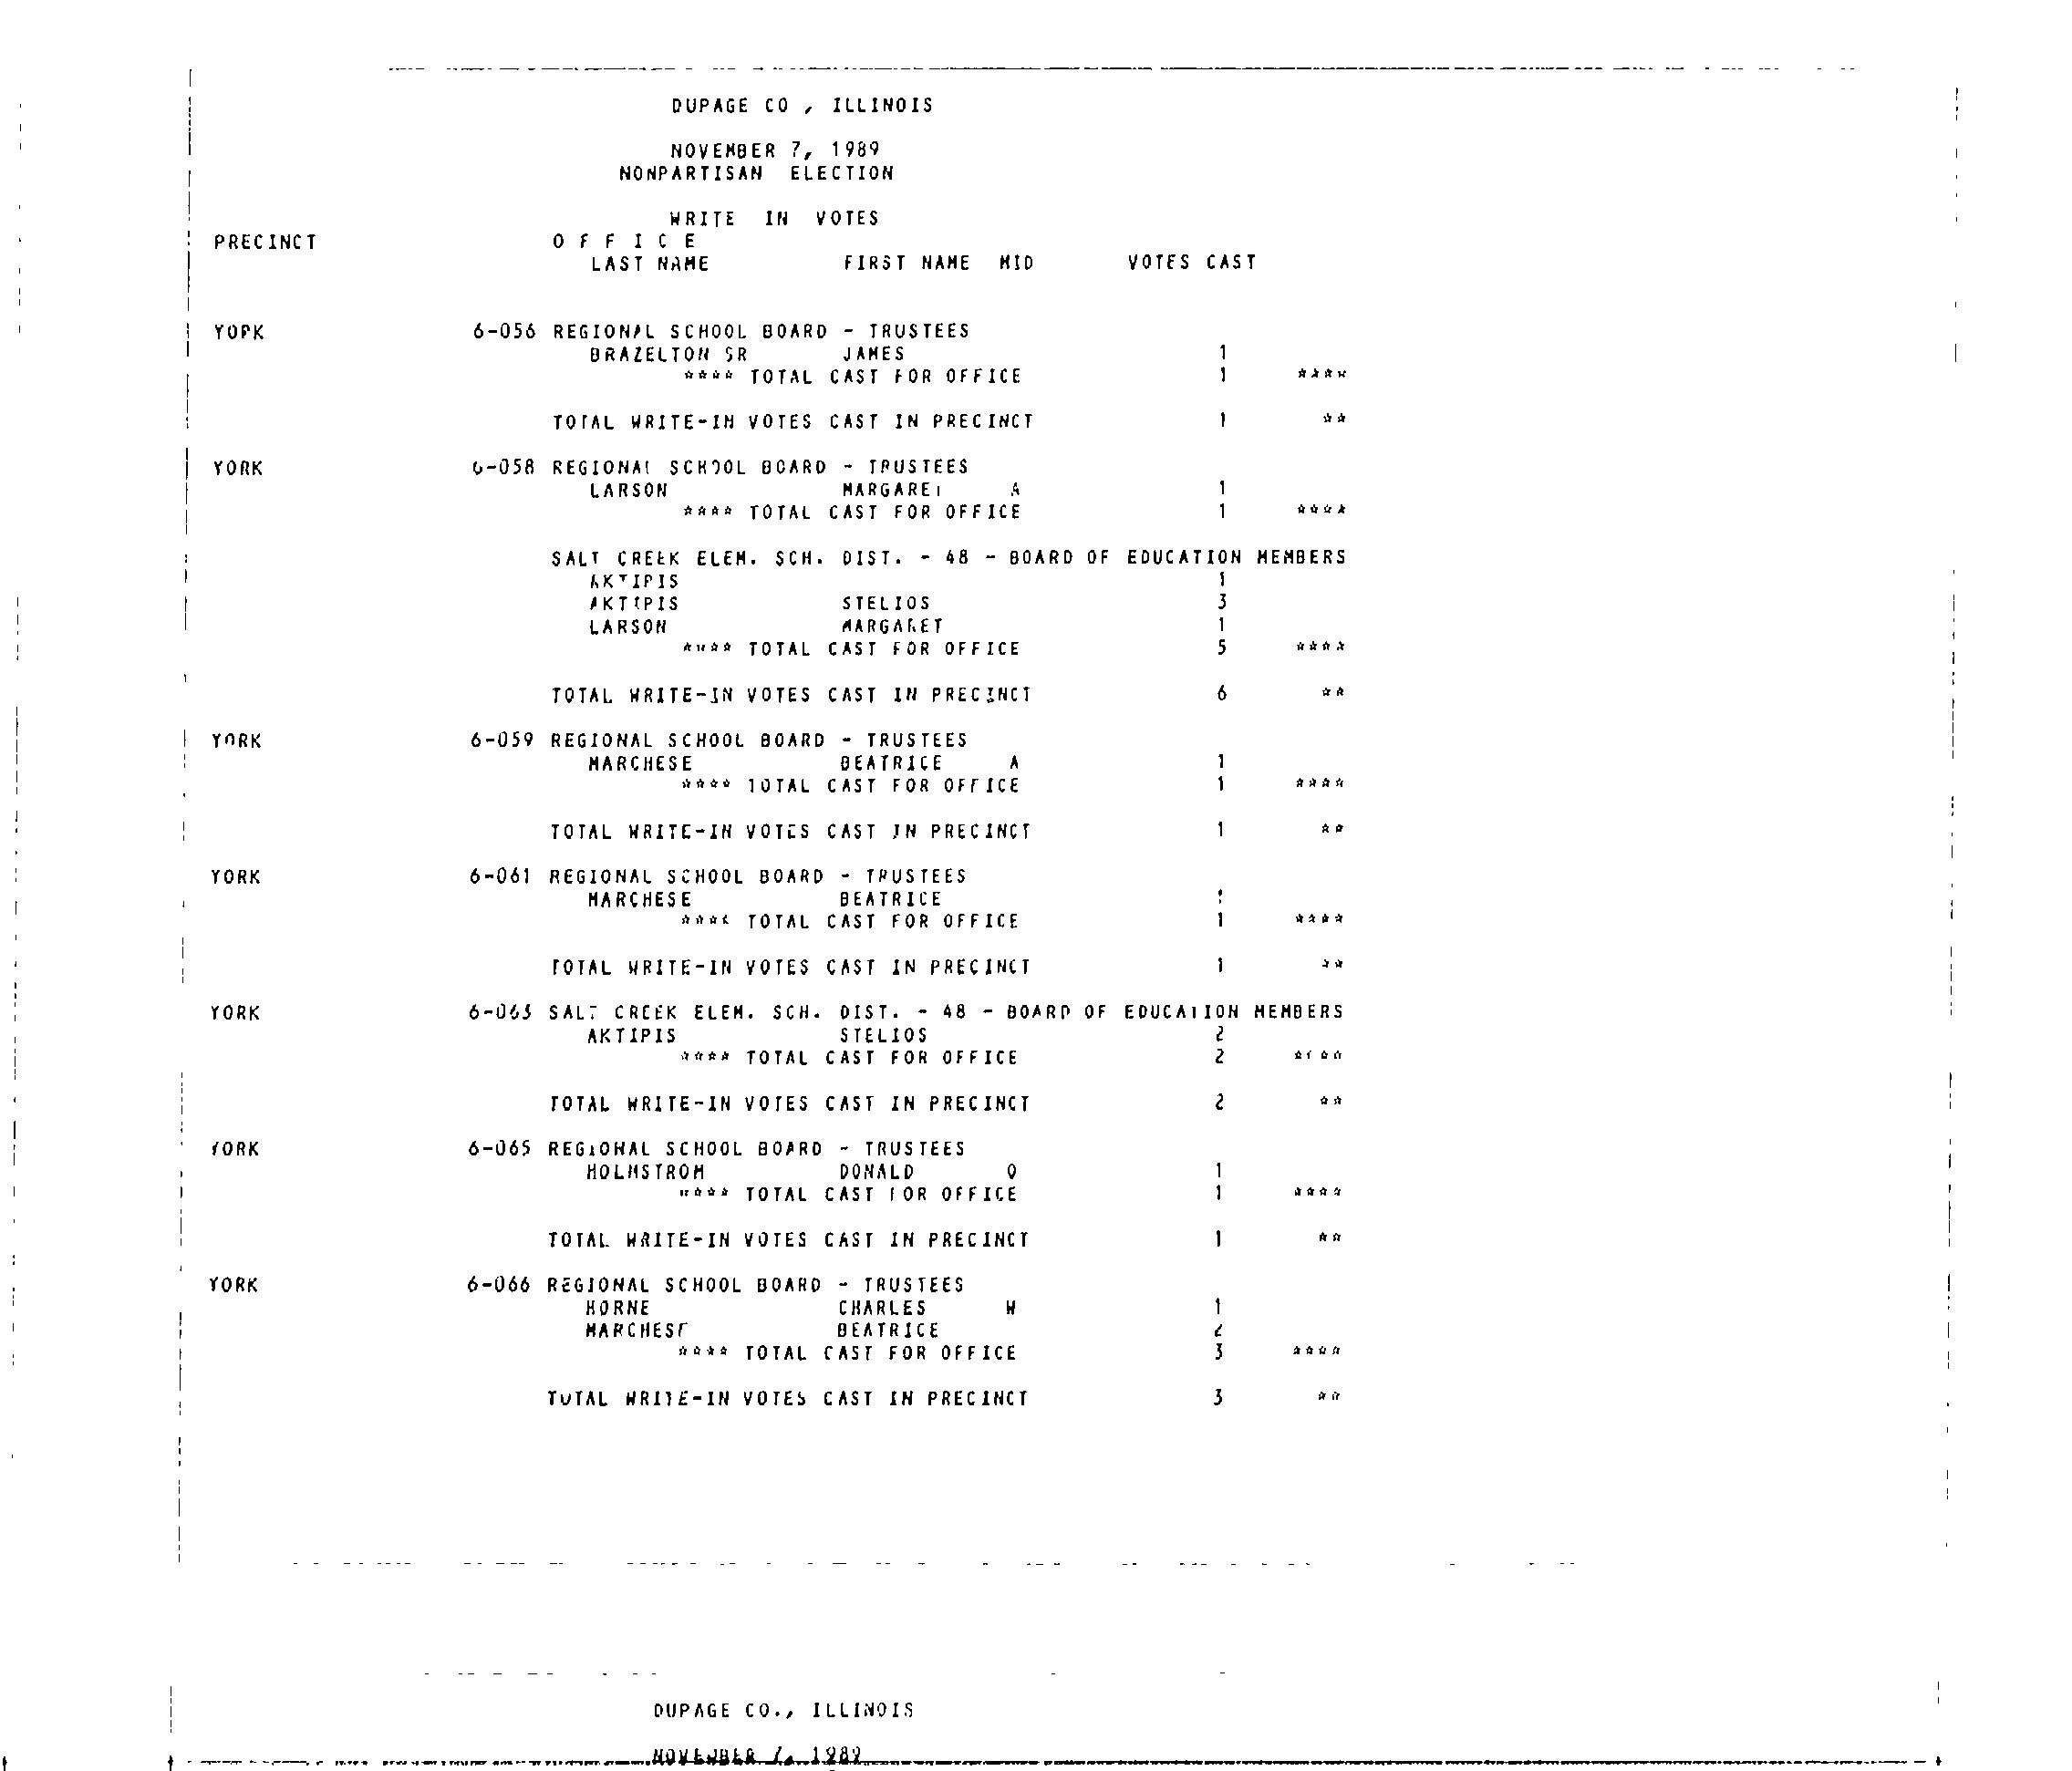 DUPAGE CO , ILLINOIS
NOVEMBER 7, 1989
NONPARTISAN ELECTION
WRITE IN VOTES
PRECINCT O F F I C E
LAST NAME FIRST NAME MID VOTES CAST
YORK 6-056 REGIONAL SCHOOL BOARD - TRUSTEES
BRAZELTON SR JAMES 1
**** TOTAL CAST FOR OFFICE 1 ****
TOTAL WRITE-IN VOTES CAST IN PRECINCT 1 **
YORK 6-058 REGIONAL SCHOOL BOARD - TRUSTEES
LARSON MARGARET A 1
**** TOTAL CAST FOR OFFICE 1 ****
SALT CREEK ELEM. SCH. DIST. - 48 - BOARD OF EDUCATION MEMBERS
AKTIPIS 1
AKTIPIS STELIOS 3
LARSON MARGARET 1
**** TOTAL CAST FOR OFFICE 5 ****
TOTAL WRITE-IN VOTES CAST IN PRECINCT 6 **
YORK 6-059 REGIONAL SCHOOL BOARD - TRUSTEES
MARCHESE BEATRICE A 1
**** TOTAL CAST FOR OFFICE 1 ****
TOTAL WRITE-IN VOTES CAST IN PRECINCT 1 **
YORK 6-061 REGIONAL SCHOOL BOARD - TRUSTEES
MARCHESE BEATRICE 1
**** TOTAL CAST FOR OFFICE 1 ****
TOTAL WRITE-IN VOTES CAST IN PRECINCT 1 **
YORK 6-063 SALT CREEK ELEM. SCH. DIST. - 48 - BOARD OF EDUCATION MEMBERS
AKTIPIS STELIOS 2
**** TOTAL CAST FOR OFFICE 2 ****
TOTAL WRITE-IN VOTES CAST IN PRECINCT 2 **
YORK 6-065 REGIONAL SCHOOL BOARD - TRUSTEES
HOLMSTROM DONALD O 1
**** TOTAL CAST FOR OFFICE 1 ****
TOTAL WRITE-IN VOTES CAST IN PRECINCT 1 **
YORK 6-066 REGIONAL SCHOOL BOARD - TRUSTEES
HORNE CHARLES W 1
MARCHESE BEATRICE 2
**** TOTAL CAST FOR OFFICE 3 ****
TOTAL WRITE-IN VOTES CAST IN PRECINCT 3 **
DUPAGE CO., ILLINOIS
NOVEMBER 7, 1989